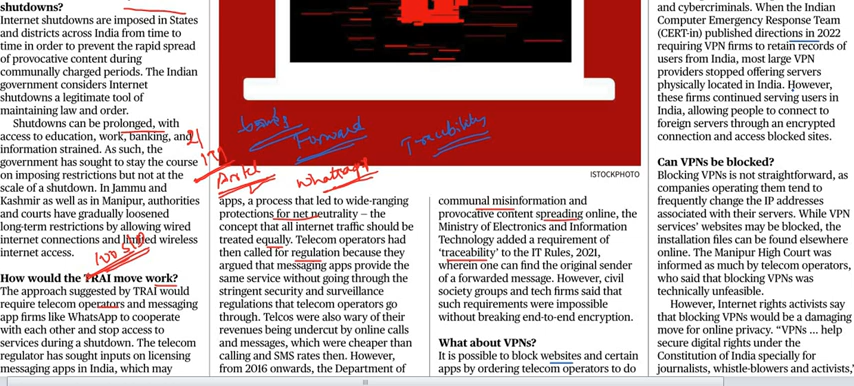 shutdowns?
Internet shutdowns are imposed in States
and districts across India from time to
time in order to prevent the rapid spread
of provocative content during
communally charged periods. The Indian
government considers Internet
shutdowns a legitimate tool of
maintaining law and order.
Shutdowns can be prolonged, with
access to education, work, banking, and
information strained. As such, the
government has sought to stay the course
on imposing restrictions but not at the
scale of a shutdown. In Jammu and
Kashmir as well as in Manipur, authorities
and courts have gradually loosened
long-term restrictions by allowing wired
internet connections and limited wireless
internet access.
How would the TRAI move work?
The approach suggested by TRAI would
require telecom operators and messaging
app firms like WhatsApp to cooperate
with each other and stop access to
services during a shutdown. The telecom
regulator has sought inputs on licensing
messaging apps in India, which may
Forward
Tracibility
Whatsapp
ISTOCKPHOTO
apps, a process that led to wide-ranging
protections for net neutrality — the
concept that all internet traffic should be
treated equally. Telecom operators had
then called for regulation because they
argued that messaging apps provide the
same service without going through the
stringent security and surveillance
regulations that telecom operators go
through. Telcos were also wary of their
revenues being undercut by online calls
and messages, which were cheaper than
calling and SMS rates then. However,
from 2016 onwards, the Department of
communal misinformation and
provocative content spreading online, the
Ministry of Electronics and Information
Technology added a requirement of
‘traceability’ to the IT Rules, 2021,
wherein one can find the original sender
of a forwarded message. However, civil
society groups and tech firms said that
such requirements were impossible
without breaking end-to-end encryption.
What about VPNs?
It is possible to block websites and certain
apps by ordering telecom operators to do
and cybercriminals. When the Indian
Computer Emergency Response Team
(CERT-in) published directions in 2022
requiring VPN firms to retain records of
users from India, most large VPN
providers stopped offering servers
physically located in India. However,
these firms continued serving users in
India, allowing people to connect to
foreign servers through an encrypted
connection and access blocked sites.
Can VPNs be blocked?
Blocking VPNs is not straightforward, as
companies operating them tend to
frequently change the IP addresses
associated with their servers. While VPN
services’ websites may be blocked, the
installation files can be found elsewhere
online. The Manipur High Court was
informed as much by telecom operators,
who said that blocking VPNs was
technically unfeasible.
However, Internet rights activists say
that blocking VPNs would be a damaging
move for online privacy. “VPNs ... help
secure digital rights under the
Constitution of India specially for
journalists, whistle-blowers and activists,”